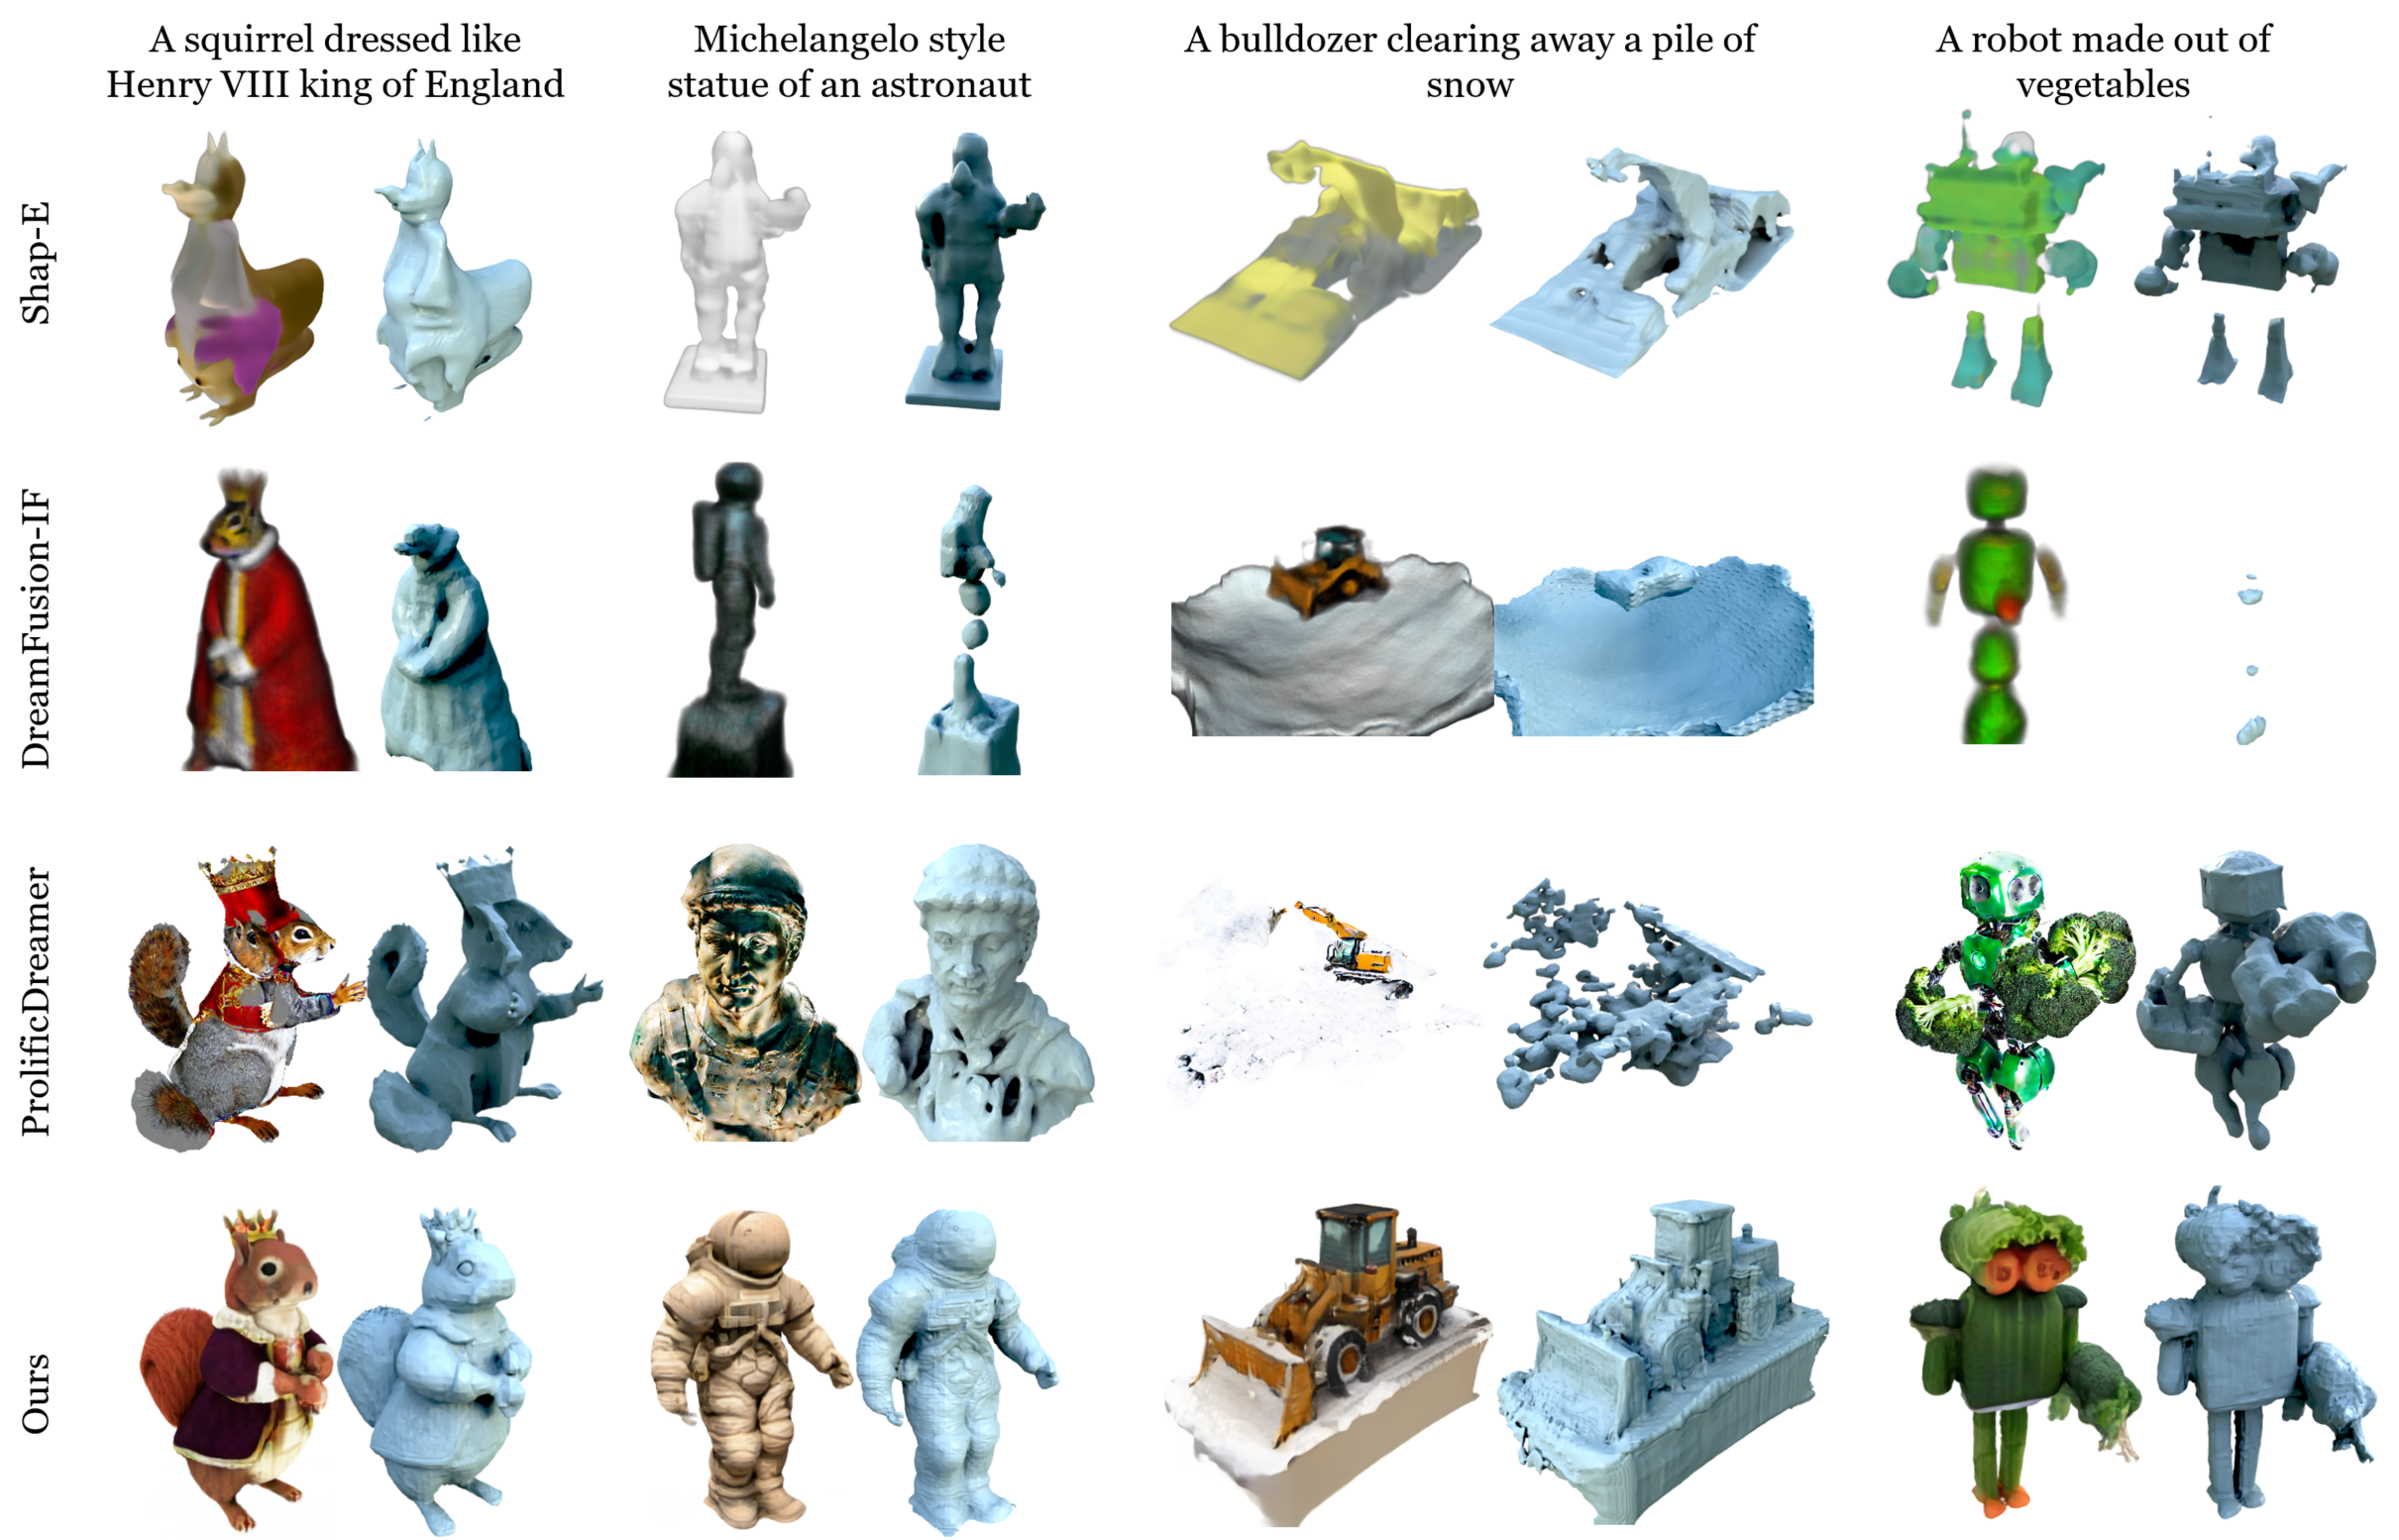 A squirrel dressed like
Henry VIII king of England
Michelangelo style
statue of an astronaut
A bulldozer clearing away a pile of
snow
A robot made out of
vegetables
Shap-E
DreamFusion-IF
ProlificDreamer
Ours